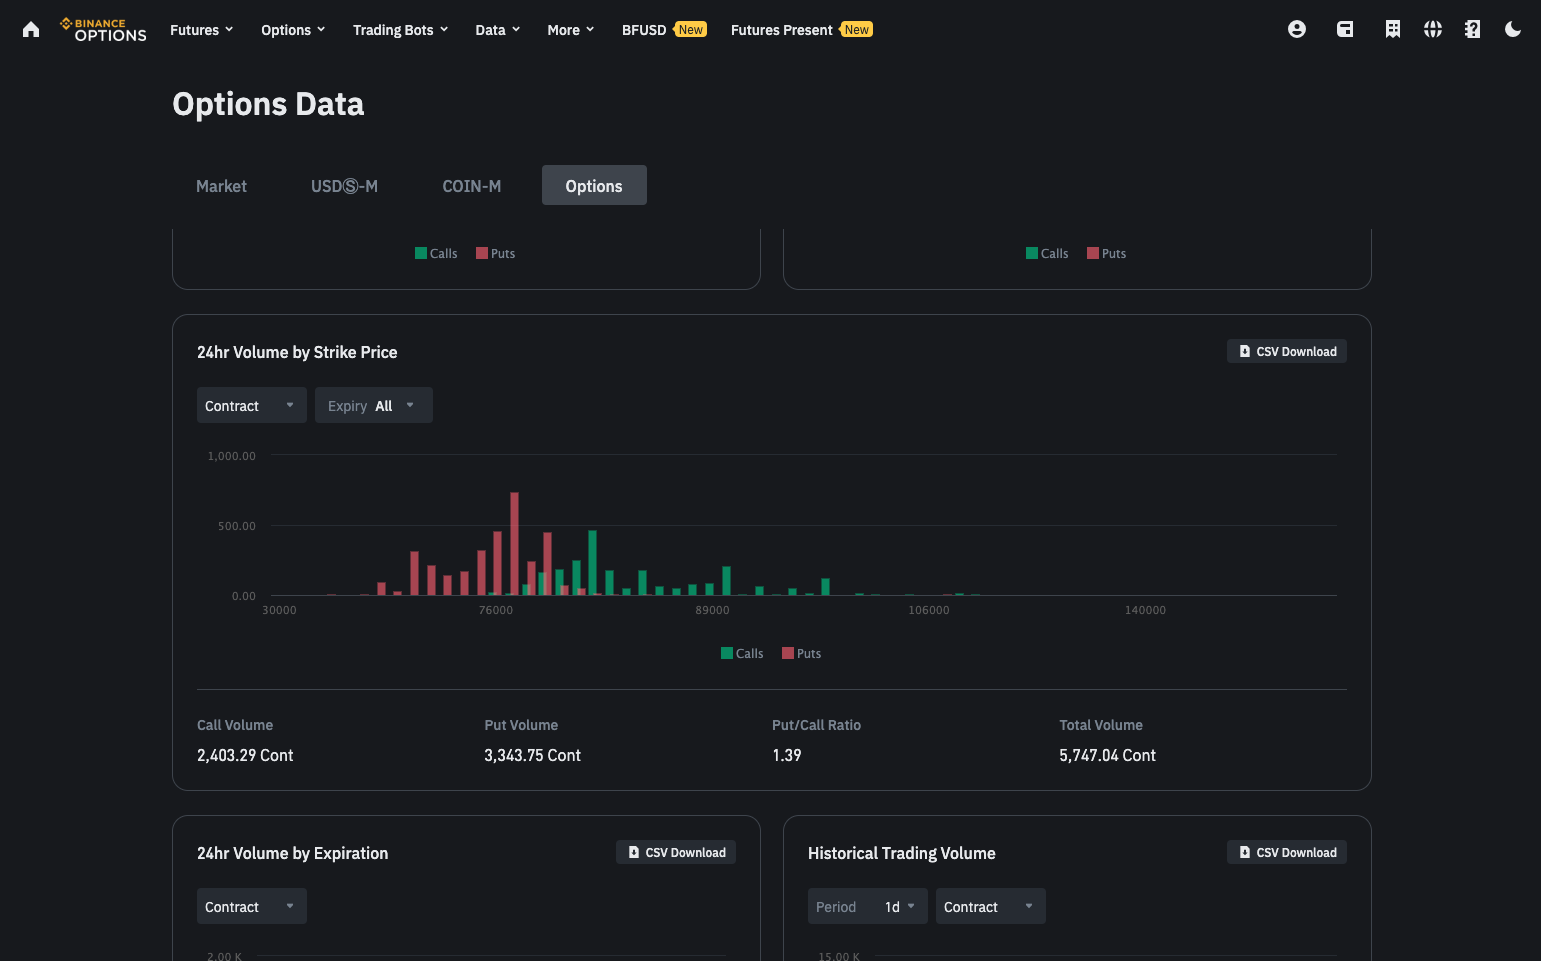 BINANCE
OPTIONS
Futures Options Trading Bots Data More BFUSD New Futures Present New
Options Data
Market USDⓈ-M COIN-M Options
Calls Puts Calls Puts
24hr Volume by Strike Price CSV Download
Contract Expiry All
1,000.00
500.00
0.00
30000 76000 89000 106000 140000
Calls Puts
Call Volume Put Volume Put/Call Ratio Total Volume
2,403.29 Cont 3,343.75 Cont 1.39 5,747.04 Cont
24hr Volume by Expiration CSV Download Historical Trading Volume CSV Download
Contract Period 1d Contract
2.00 K 15.00 K